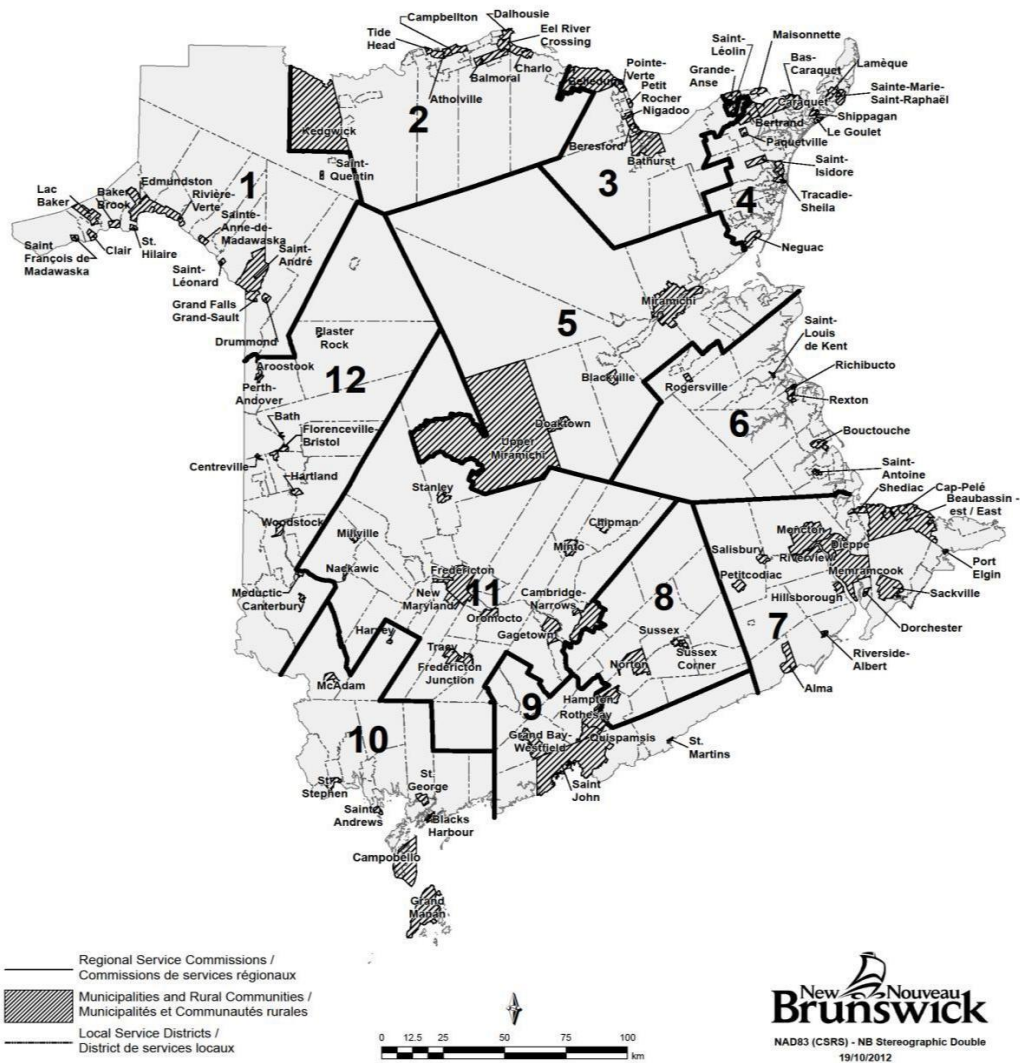 Campbellton
Dalhousie
Tide
Head
Eel River
Crossing
Charlo
Balmoral
Atholville
2
Kedgwick
Saint-
Quentin
Belledune
Pointe-
Verte
Petit
Rocher
Nigadoo
Beresford
Bathurst
3
Saint-
Léolin
Maisonnette
Grande-
Anse
Bas-
Caraquet
Lamèque
Caraquet
Sainte-Marie-
Saint-Raphaël
Shippagan
Le Goulet
Bertrand
Paquetville
Saint-
Isidore
4
Tracadie-
Sheila
Neguac
1
Lac
Baker
Baker
Brook
Edmundston
Rivière-
Verte
Sainte-
Anne-de-
Madawaska
Saint-
André
Saint
François de
Madawaska
Clair
St.
Hilaire
Saint-
Léonard
Grand Falls
Grand-Sault
Drummond
5
Miramichi
Blackville
Doaktown
Upper
Miramichi
Plaster
Rock
12
Aroostook
Perth-
Andover
Bath
Florenceville-
Bristol
Centreville
Hartland
Woodstock
Meductic
Canterbury
Saint-
Louis
de Kent
Richibucto
Rexton
Rogersville
6
Bouctouche
Saint-
Antoine
Shediac
Cap-Pelé
Beaubassin -
est / East
Stanley
Millville
Nackawic
Chipman
Minto
Fredericton
New
Maryland
11
Oromocto
Cambridge-
Narrows
Gagetown
Harvey
Tracy
Fredericton
Junction
McAdam
Moncton
Dieppe
Salisbury
Riverview
Memramcook
Petitcodiac
Hillsborough
Port
Elgin
Sackville
Dorchester
7
Riverside-
Albert
Alma
8
Sussex
Sussex
Corner
Norton
Hampton
Rothesay
9
Grand Bay-
Westfield
Quispamsis
Saint
John
St.
Martins
10
St.
Stephen
St.
George
Saint
Andrews
Blacks
Harbour
Campobello
Grand
Manan
Regional Service Commissions /
Commissions de services régionaux
Municipalities and Rural Communities /
Municipalités et Communautés rurales
Local Service Districts /
District de services locaux
0 12.5 25 50 75 100
km
New Nouveau
Brunswick
NAD83 (CSRS) - NB Stereographic Double
19/10/2012